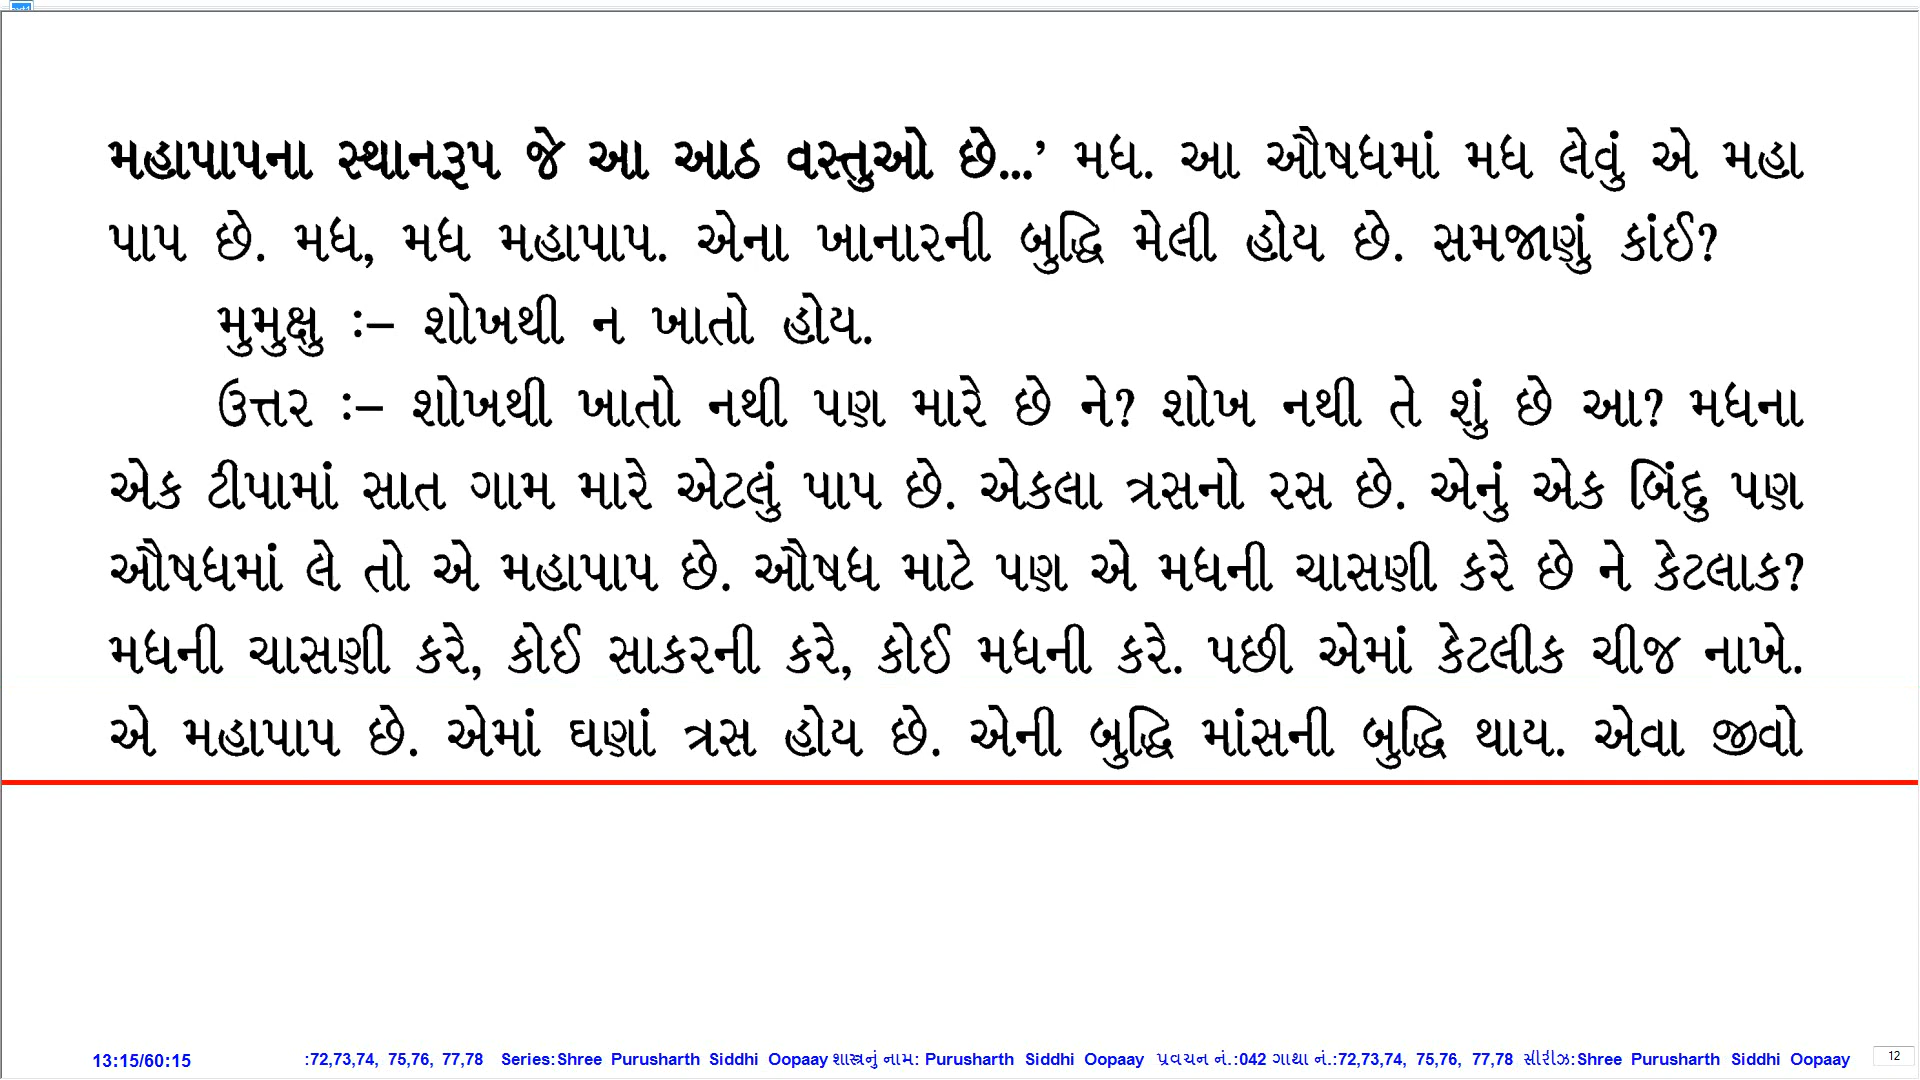 મહાપાપના સ્થાનરૂપ જે આ આઠ વસ્તુઓ છે...’ મધ. આ ઔષધમાં મધ લેવું એ મહા
પાપ છે. મધ, મધ મહાપાપ. એના ખાનારની બુદ્ધિ મેલી હોય છે. સમજાણું કાંઈ?
મુમુક્ષુ :– શોખથી ન ખાતો હોય.
ઉત્તર :– શોખથી ખાતો નથી પણ મારે છે ને? શોખ નથી તે શું છે આ? મધના
એક ટીપામાં સાત ગામ મારે એટલું પાપ છે. એકલા ત્રસનો રસ છે. એનું એક બિંદુ પણ
ઔષધમાં લે તો એ મહાપાપ છે. ઔષધ માટે પણ એ મધની ચાસણી કરે છે ને કેટલાક?
મધની ચાસણી કરે, કોઈ સાકરની કરે, કોઈ મધની કરે. પછી એમાં કેટલીક ચીજ નાખે.
એ મહાપાપ છે. એમાં ઘણાં ત્રસ હોય છે. એની બુદ્ધિ માંસની બુદ્ધિ થાય. એવા જીવો
13:15/60:15 :72,73,74, 75,76, 77,78 Series:Shree Purusharth Siddhi Oopaay શાસ્ત્રનું નામ: Purusharth Siddhi Oopaay પ્રવચન નં.:042 ગાથા નં.:72,73,74, 75,76, 77,78 સીરીઝ:Shree Purusharth Siddhi Oopaay 12